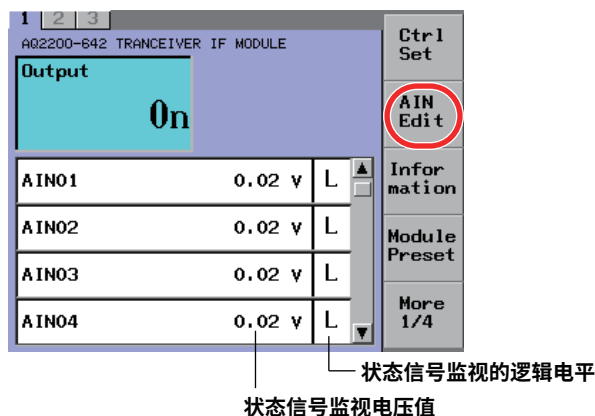 1 2 3
AQ2200-642 TRANCEIVER IF MODULE
Output
On
AIN01 0.02 V L
AIN02 0.02 V L
AIN03 0.02 V L
AIN04 0.02 V L
Ctrl
Set
AIN
Edit
Infor
mation
Module
Preset
More
1/4
状态信号监视的逻辑电平
状态信号监视电压值